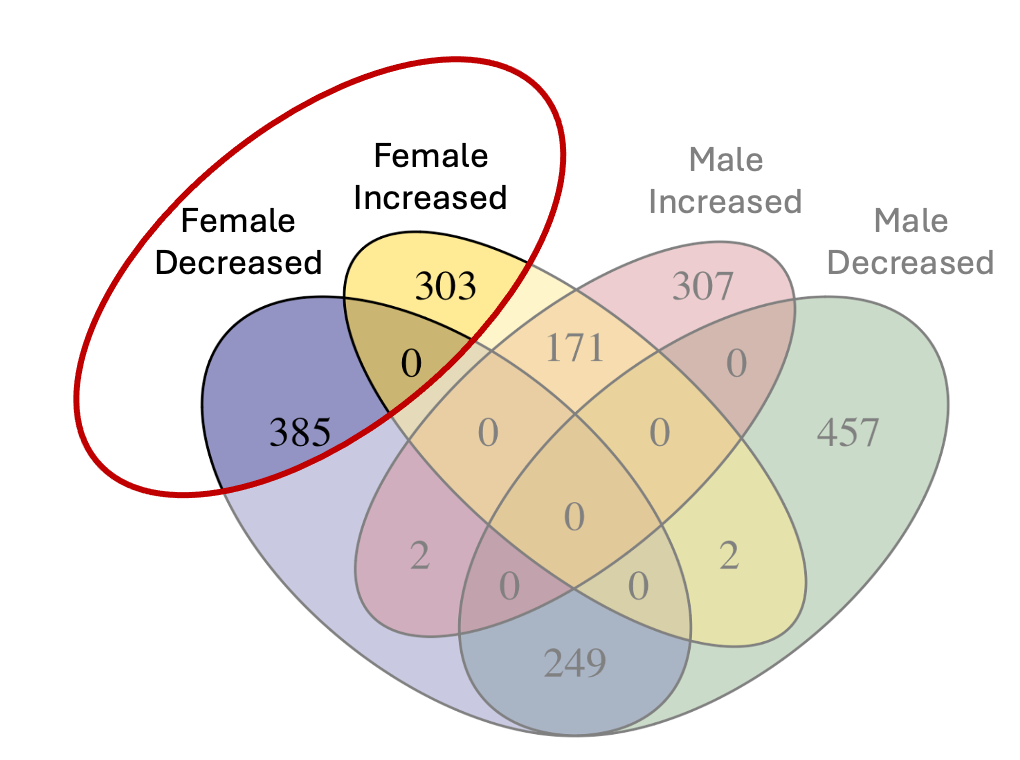 Female
Increased
Male
Increased
Female
Decreased
Male
Decreased
303
307
171
0
0
385
0
0
457
0
2
2
0
0
249